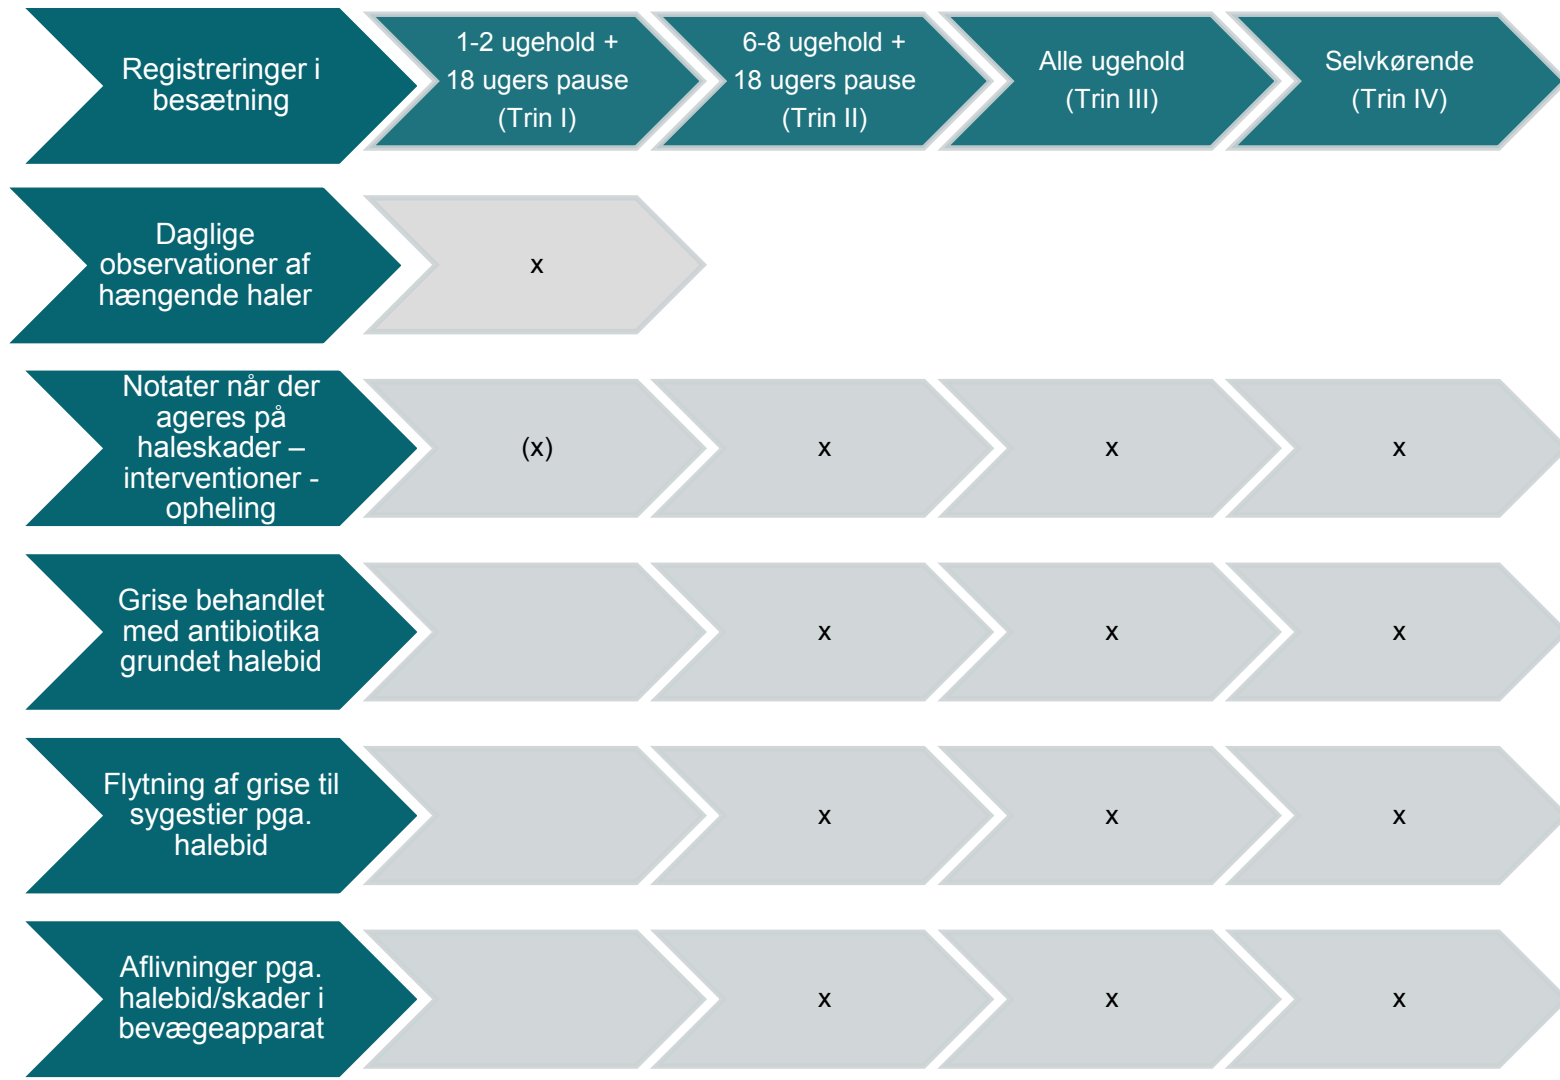 Registreringer i
besætning
1-2 ugehold +
18 ugers pause
(Trin I)
6-8 ugehold +
18 ugers pause
(Trin II)
Alle ugehold
(Trin III)
Selvkørende
(Trin IV)
Daglige
observationer af
hængende haler
x
Notater når der
ageres på
haleskader –
interventioner -
opheling
(x)
x
x
x
Grise behandlet
med antibiotika
grundet halebid
x
x
x
Flytning af grise til
sygestier pga.
halebid
x
x
x
Aflivninger pga.
halebid/skader i
bevægeapparat
x
x
x